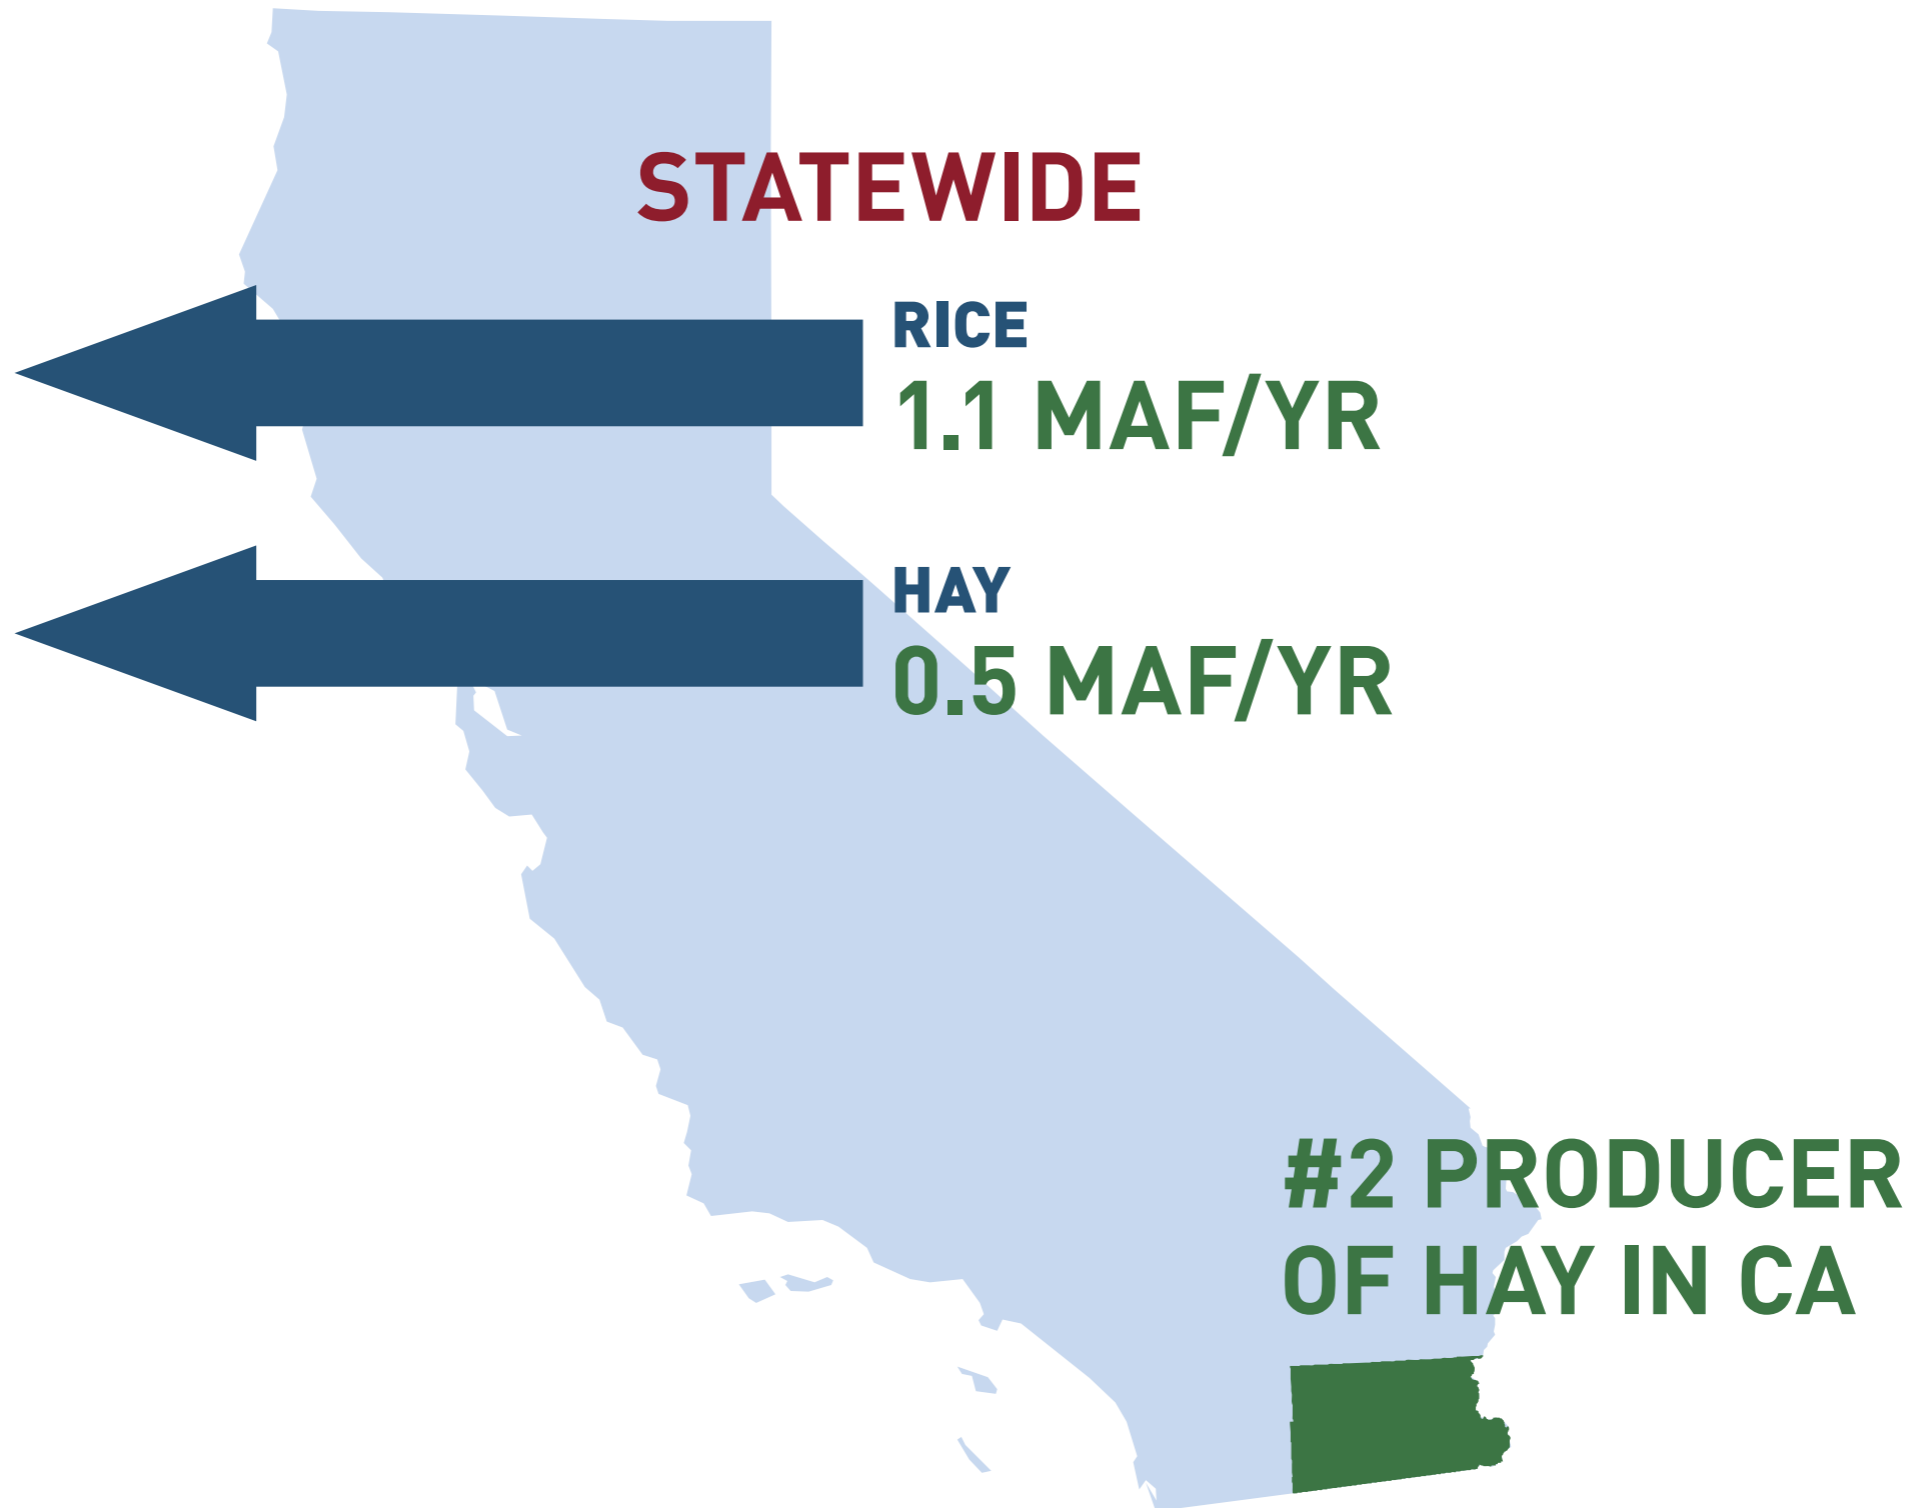 STATEWIDE
RICE
1.1 MAF/YR
HAY
0.5 MAF/YR
#2 PRODUCER
OF HAY IN CA